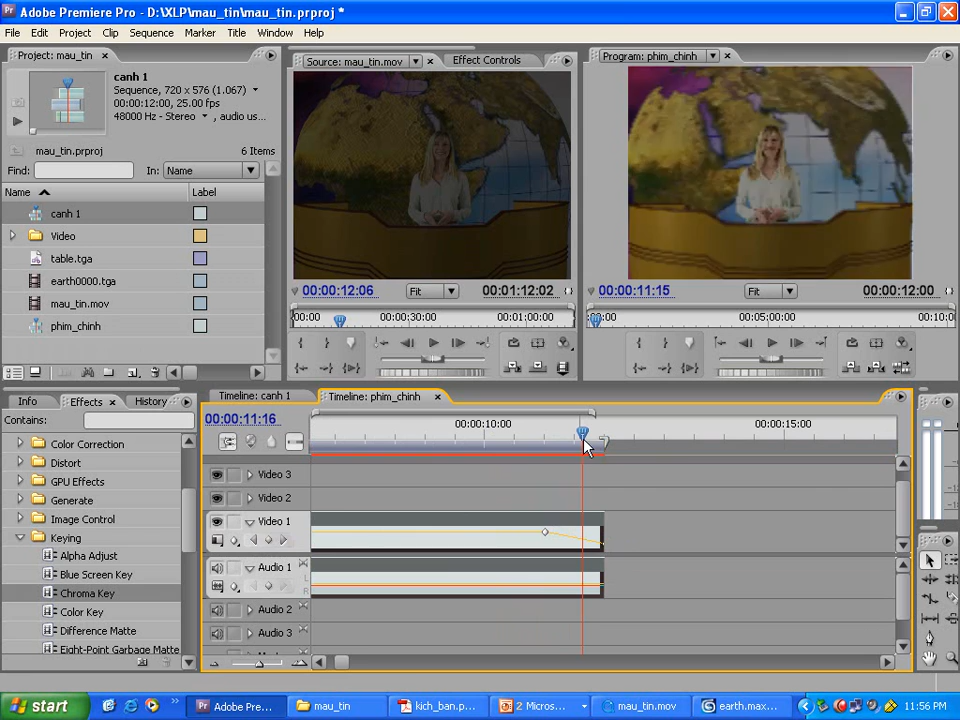 Adobe Premiere Pro - D:\XLP\mau_tin\mau_tin.prproj *
File Edit Project Clip Sequence Marker Title Window Help
Project: mau_tin
canh 1
Sequence, 720 x 576 (1.067)
00:00:12:00, 25.00 fps
48000 Hz - Stereo , audio us...
mau_tin.prproj 6 Items
Find: In: Name
Name Label
canh 1
Video
table.tga
earth0000.tga
mau_tin.mov
phim_chinh
Source: mau_tin.mov Effect Controls
00:00:12:06 Fit 00:01:12:02
00:00 00:00:30:00 00:01:00:00
Program: phim_chinh
00:00:11:15 Fit 00:00:12:00
00:00 00:05:00:00 00:10:0
Info Effects History
Contains:
Color Correction
Distort
GPU Effects
Generate
Image Control
Keying
Alpha Adjust
Blue Screen Key
Chroma Key
Color Key
Difference Matte
Eight-Point Garbage Matte
Timeline: canh 1 Timeline: phim_chinh
00:00:11:16
00:00:10:00 00:00:15:00
Video 3
Video 2
Video 1
Audio 1
L
R
Audio 2
Audio 3
start Adobe Pre... mau_tin kich_ban.p... 2 Micros... mau_tin.mov earth.max... 11:56 PM